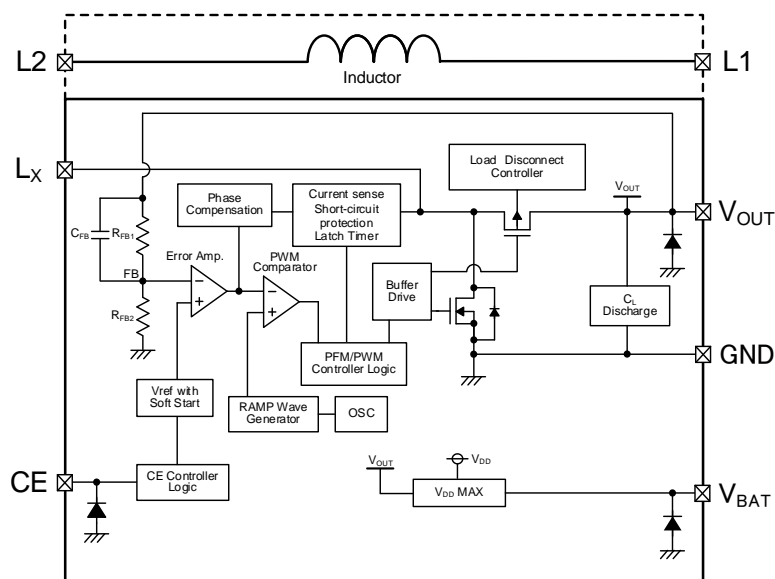 L2
L1
Inductor
LX
Load Disconnect
Controller
Phase
Compensation
Current sense
Short-circuit
protection
Latch Timer
VOUT
VOUT
CFB
RFB1
Error Amp.
PWM
Comparator
FB
Buffer
Drive
CL
Discharge
RFB2
PFM/PWM
Controller Logic
GND
Vref with
Soft Start
RAMP Wave
Generator
OSC
CE
CE Controller
Logic
VOUT
VDD
VDD MAX
VBAT